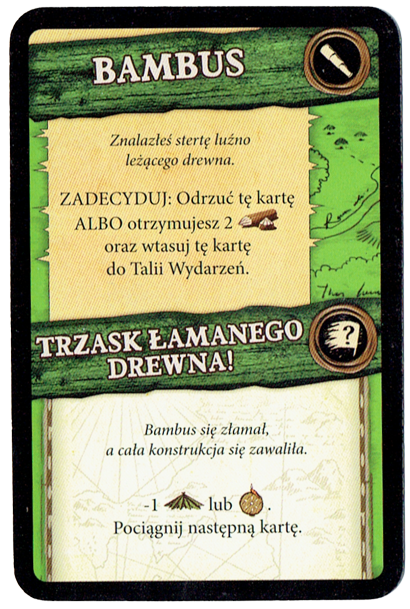 BAMBUS
Znalazłeś stertę luźno
leżącego drewna.
ZADECYDUJ: Odrzuć tę kartę
ALBO otrzymujesz 2
oraz wtasuj tę kartę
do Talii Wydarzeń.
?
TRZASK ŁAMANEGO
DREWNA!
Bambus się złamał,
a cała konstrukcja się zawaliła.
-1 lub .
Pociągnij następną kartę.